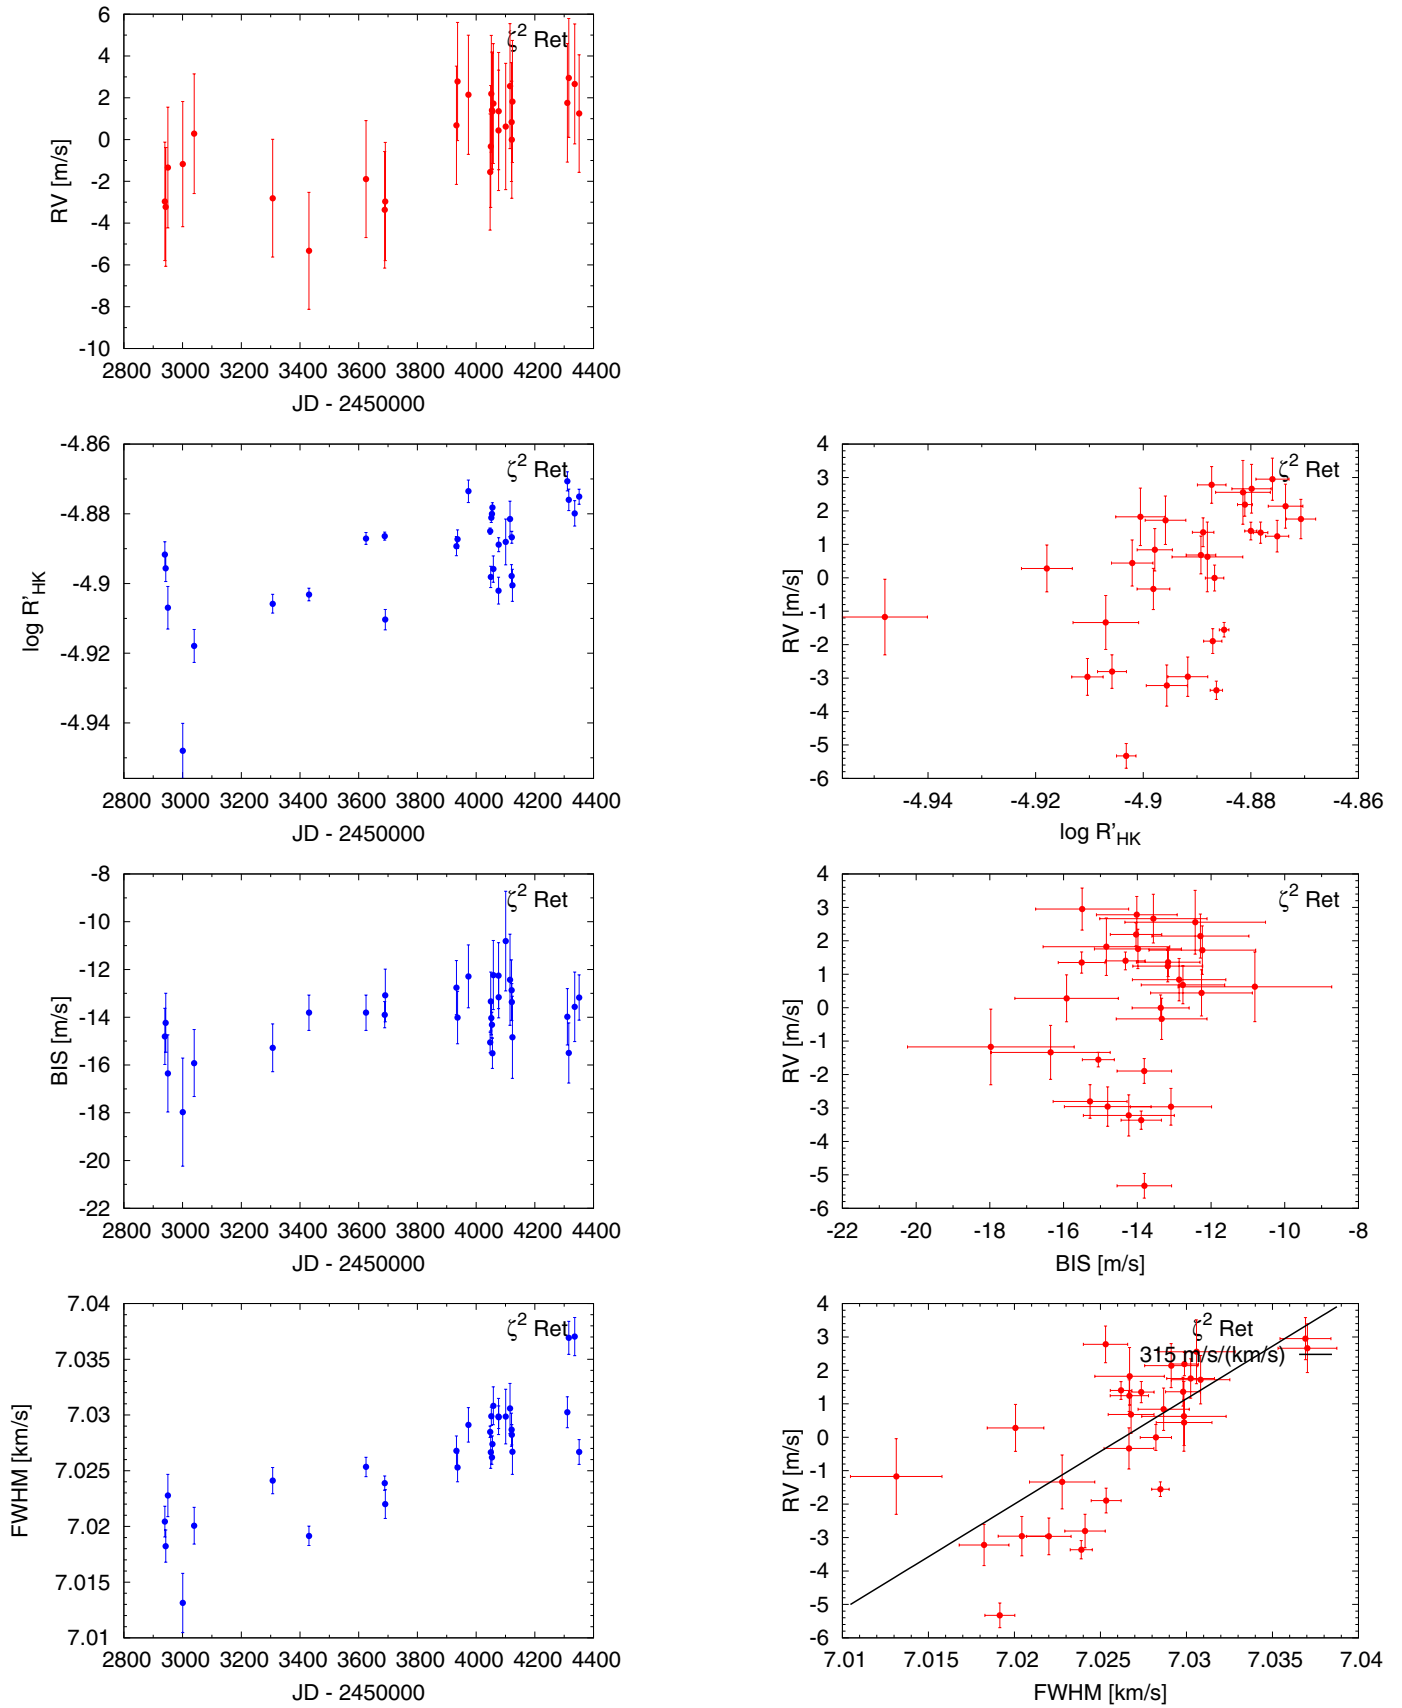 6
4
2
0
-2
-4
-6
-8
-10
RV [m/s]
ζ² Ret
2800 3000 3200 3400 3600 3800 4000 4200 4400
JD - 2450000
-4.86
-4.88
-4.9
-4.92
-4.94
log R'HK
ζ² Ret
2800 3000 3200 3400 3600 3800 4000 4200 4400
JD - 2450000
4
3
2
1
0
-1
-2
-3
-4
-5
-6
RV [m/s]
ζ² Ret
-4.94 -4.92 -4.9 -4.88 -4.86
log R'HK
-8
-10
-12
-14
-16
-18
-20
-22
BIS [m/s]
ζ² Ret
2800 3000 3200 3400 3600 3800 4000 4200 4400
JD - 2450000
4
3
2
1
0
-1
-2
-3
-4
-5
-6
RV [m/s]
ζ² Ret
-22 -20 -18 -16 -14 -12 -10 -8
BIS [m/s]
7.04
7.035
7.03
7.025
7.02
7.015
7.01
FWHM [km/s]
ζ² Ret
2800 3000 3200 3400 3600 3800 4000 4200 4400
JD - 2450000
4
3
2
1
0
-1
-2
-3
-4
-5
-6
RV [m/s]
ζ² Ret
315 m/s/(km/s)
7.01 7.015 7.02 7.025 7.03 7.035 7.04
FWHM [km/s]